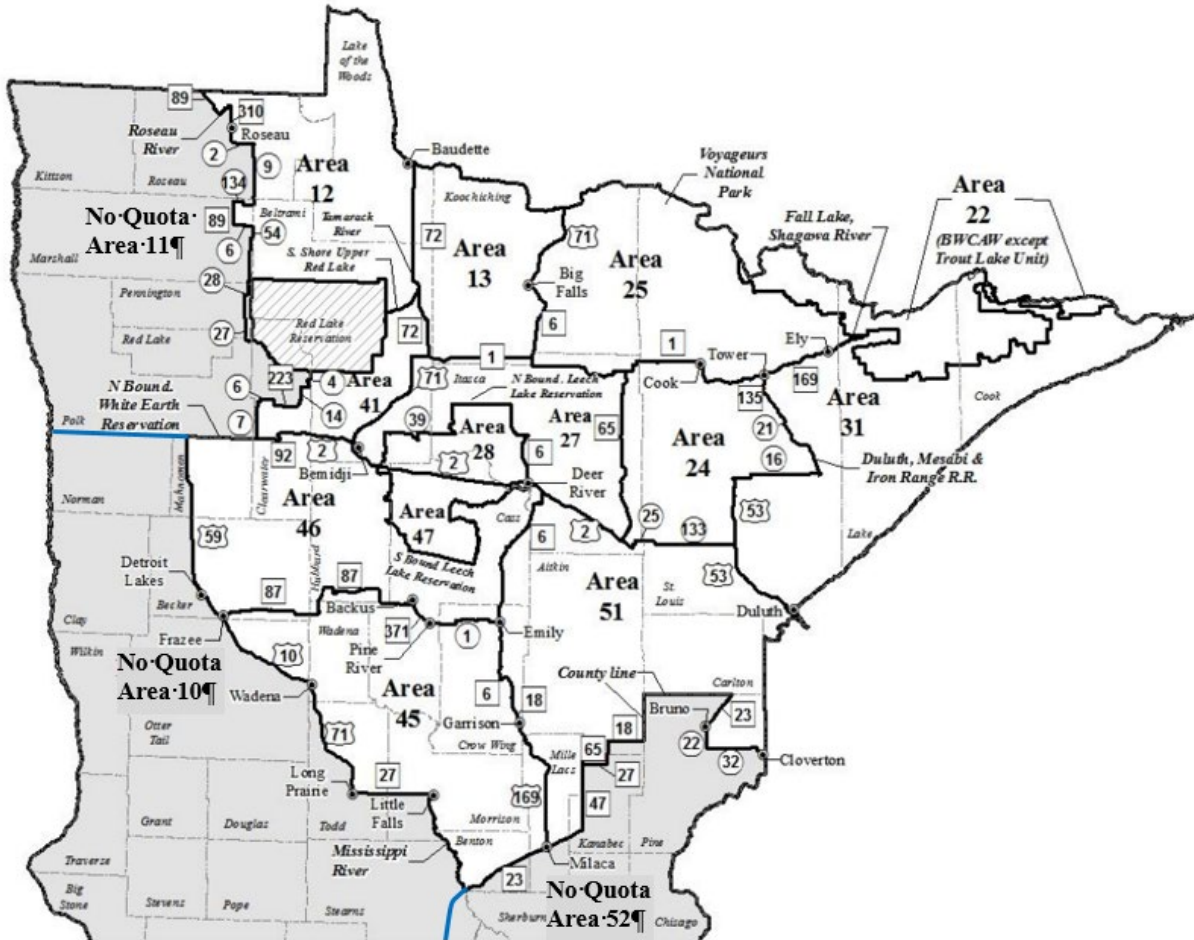 Lake
of the
Woods
89
310
Roseau
River
Roseau
2
9
Area
12
Baudette
Voyageurs
National
Park
Area
22
(BWCAW except
Trout Lake Unit)
Fall Lake,
Shagawa River
Kittson
Roseau
134
Koochiching
No·Quota·
Area·11¶
89
Beltrami
54
Tamarack
River
72
71
6
S. Shore Upper
Red Lake
Area
13
Area
25
Marshall
28
Big
Falls
Pennington
Red Lake
Reservation
27
Red Lake
72
6
1
Ely
Tower
1
N Bound.
White Earth
Reservation
6
223
4
Area
41
71
Itasca
N Bound. Leech
Lake Reservation
Cook
169
Cook
135
Area
31
Polk
7
14
39
Area
28
Area
27
65
21
Area
24
16
92
2
Bemidji
2
6
Deer
River
Duluth, Mesabi &
Iron Range R.R.
Mahnomen
Clearwater
Norman
Area
46
Area
47
Cass
2
25
133
53
Lake
59
6
Hubbard
S Bound Leech
Lake Reservation
Aitkin
Detroit
Lakes
87
87
St.
Louis
53
Area
51
Becker
Backus
Duluth
Clay
Frazee
Wadena
371
1
Emily
Wilkin
Pine
River
No·Quota
Area·10¶
10
County line
Carlton
Wadena
Area
45
6
18
Bruno
23
Garrison
18
Otter
Tail
71
Crow Wing
Mille
Lacs
65
22
32
Cloverton
27
Long
Prairie
27
Little
Falls
169
47
Grant
Douglas
Todd
Morrison
Benton
Kanabec
Pine
Mississippi
River
Milaca
Traverse
23
Big
Stone
Stevens
Pope
Stearns
No·Quota
Area·52¶
Sherburn
Chisago